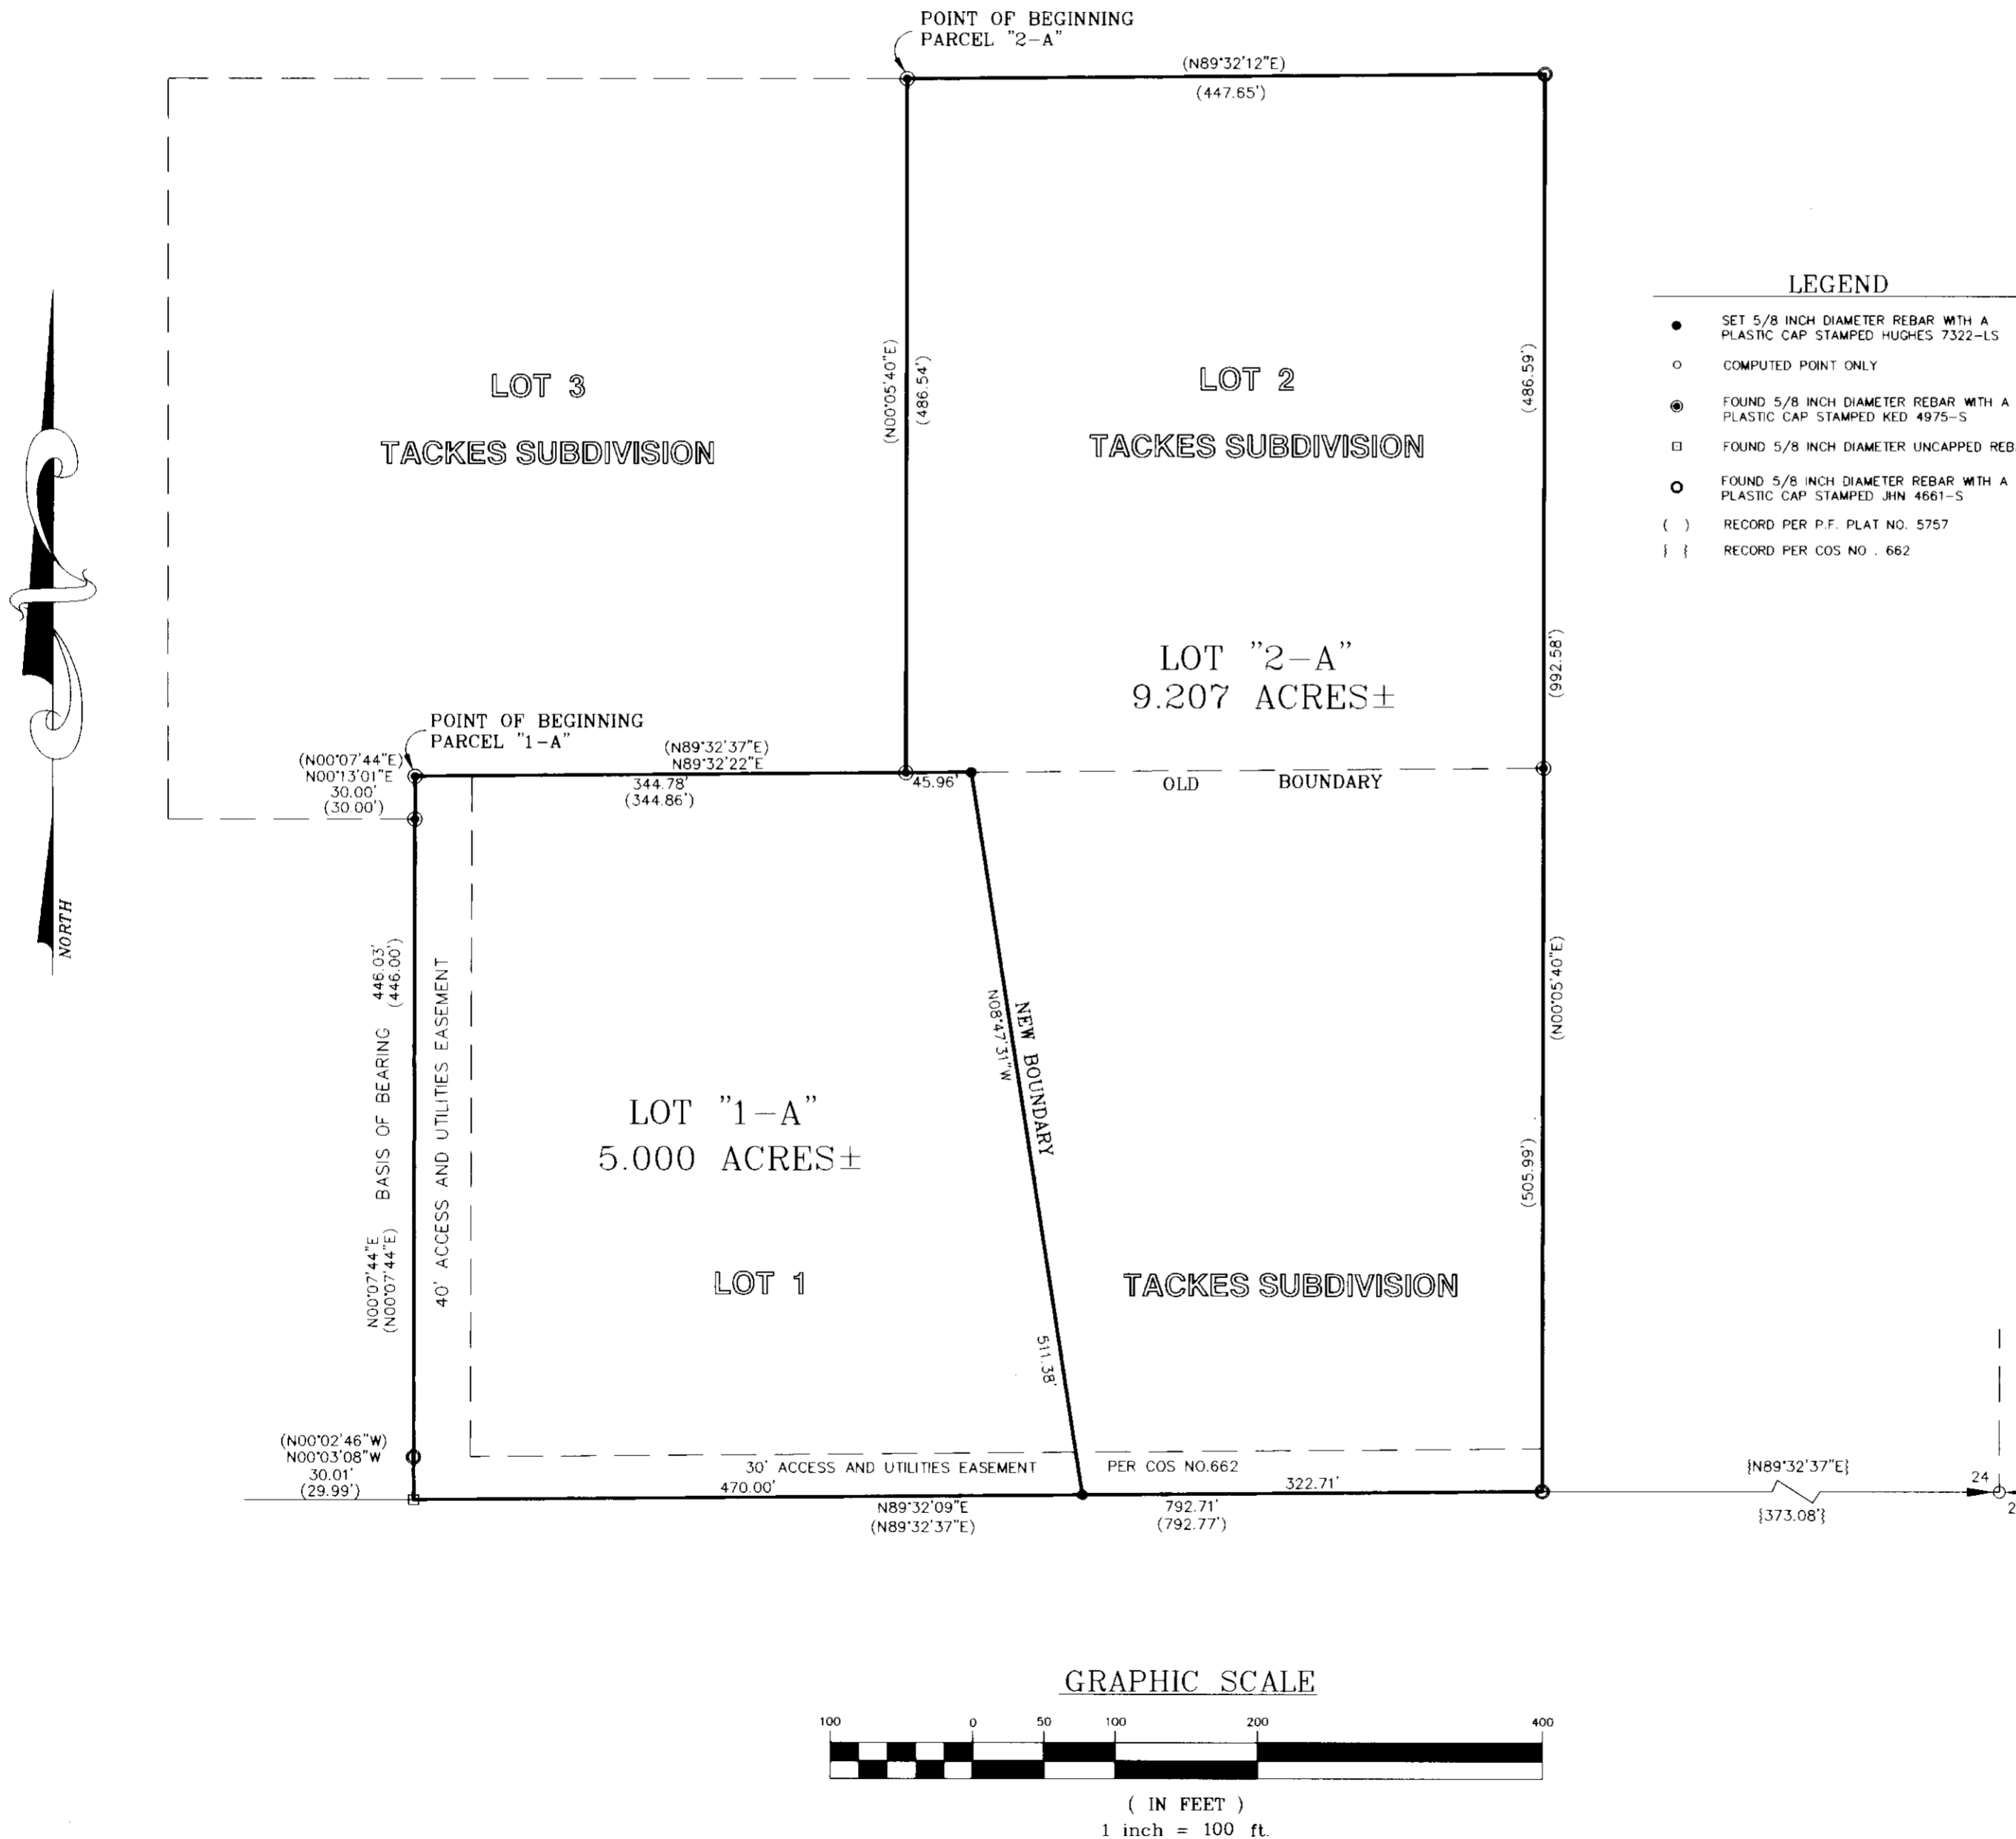 POINT OF BEGINNING
PARCEL "2-A"
(N89°32'12"E)
(447.65')
(N00°05'40"E)
(486.54')
(486.59')
LOT 3
TACKES SUBDIVISION
LOT 2
TACKES SUBDIVISION
LEGEND
SET 5/8 INCH DIAMETER REBAR WITH A
PLASTIC CAP STAMPED HUGHES 7322-LS
COMPUTED POINT ONLY
FOUND 5/8 INCH DIAMETER REBAR WITH A
PLASTIC CAP STAMPED KED 4975-S
FOUND 5/8 INCH DIAMETER UNCAPPED REB
FOUND 5/8 INCH DIAMETER REBAR WITH A
PLASTIC CAP STAMPED JHN 4661-S
( ) RECORD PER P.F. PLAT NO. 5757
} { RECORD PER COS NO . 662
LOT "2-A"
9.207 ACRES±
(992.58')
POINT OF BEGINNING
PARCEL "1-A"
(N00°07'44"E)
N00°13'01"E
30.00'
(30.00')
(N89°32'37"E)
N89°32'22"E
344.78'
(344.86')
45.96'
OLD BOUNDARY
NORTH
446.03'
(446.00')
BASIS OF BEARING
N00°07'44"E
(N00°07'44"E)
40' ACCESS AND UTILITIES EASEMENT
NEW BOUNDARY
N08°47'31"W
511.38'
(N00°05'40"E)
(505.99')
LOT "1-A"
5.000 ACRES±
LOT 1
TACKES SUBDIVISION
(N00°02'46"W)
N00°03'08"W
30.01'
(29.99')
30' ACCESS AND UTILITIES EASEMENT PER COS NO.662
470.00'
322.71'
N89°32'09"E
(N89°32'37"E)
792.71'
(792.77')
{N89°32'37"E}
{373.08'}
24
2
GRAPHIC SCALE
100 0 50 100 200 400
( IN FEET )
1 inch = 100 ft.